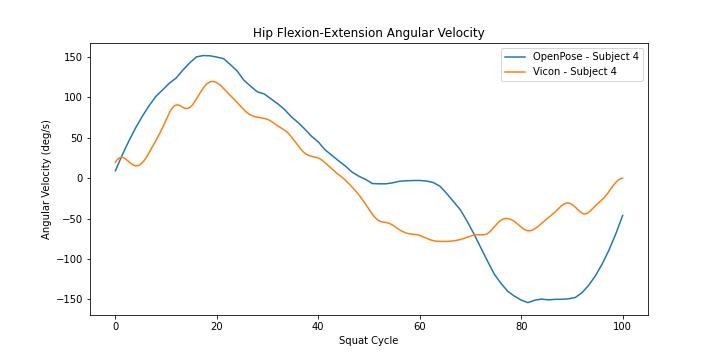 Hip Flexion-Extension Angular Velocity
OpenPose - Subject 4
Vicon - Subject 4
Angular Velocity (deg/s)
150
100
50
0
−50
−100
−150
0 20 40 60 80 100
Squat Cycle